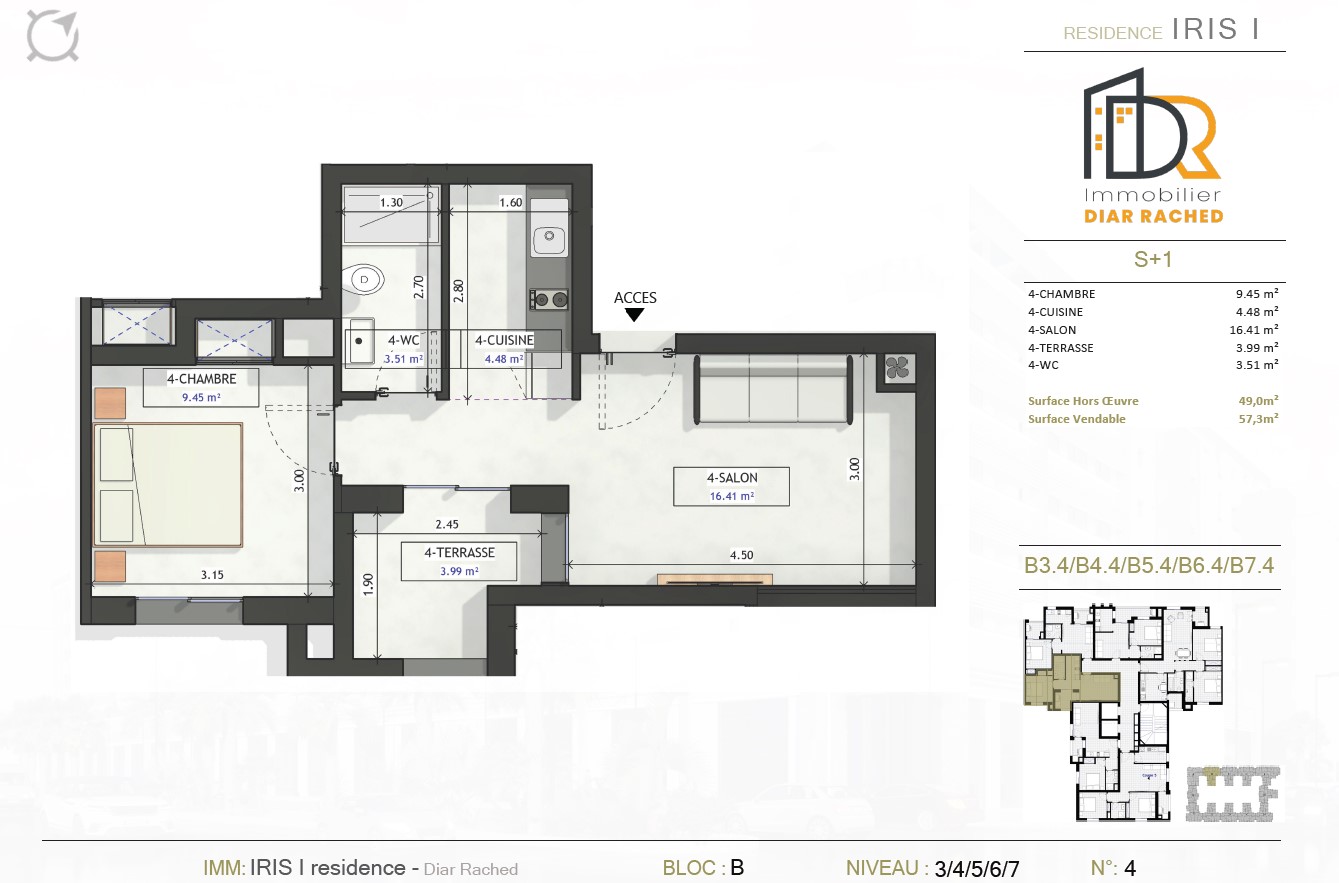 RESIDENCE IRIS I
DR
Immobilier
DIAR RACHED
S+1
4-CHAMBRE 9.45 m²
4-CUISINE 4.48 m²
4-SALON 16.41 m²
4-TERRASSE 3.99 m²
4-WC 3.51 m²
Surface Hors Œuvre 49,0m²
Surface Vendable 57,3m²
1.30
1.60
2.70
2.80
ACCES
4-WC
3.51 m²
4-CUISINE
4.48 m²
4-CHAMBRE
9.45 m²
3.00
3.15
4-SALON
16.41 m²
3.00
4.50
2.45
4-TERRASSE
3.99 m²
1.90
D
B3.4/B4.4/B5.4/B6.4/B7.4
IMM: IRIS I residence - Diar Rached
BLOC : B
NIVEAU : 3/4/5/6/7
N°: 4